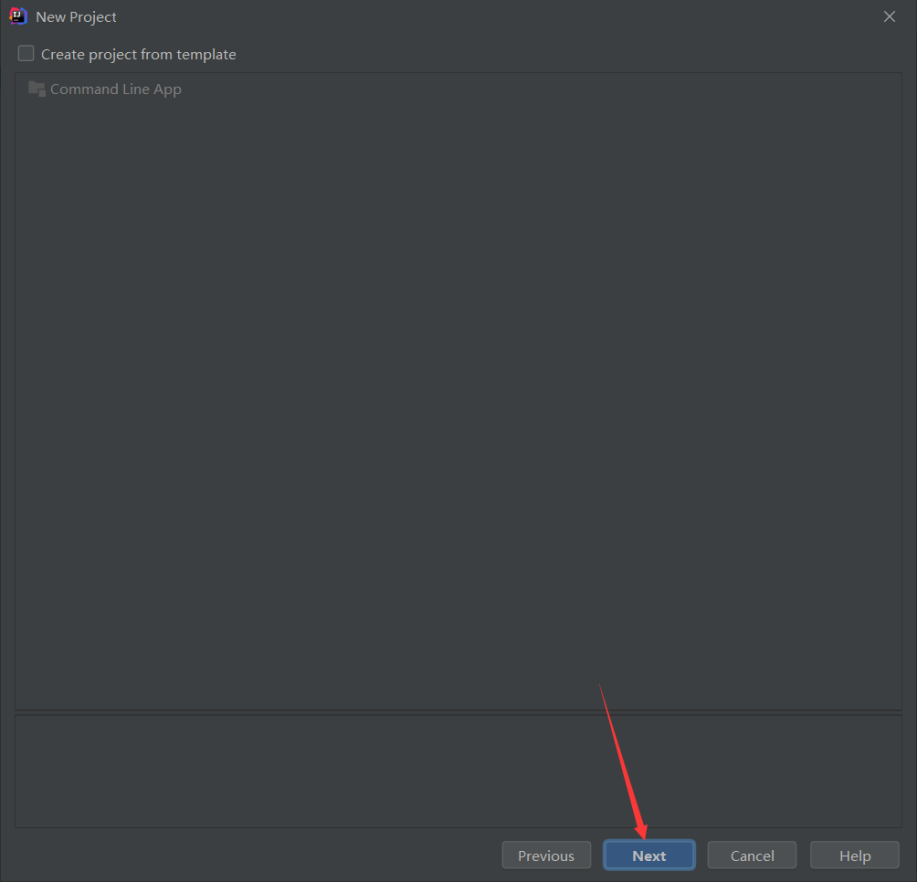 New Project
Create project from template
Command Line App
Previous Next Cancel Help